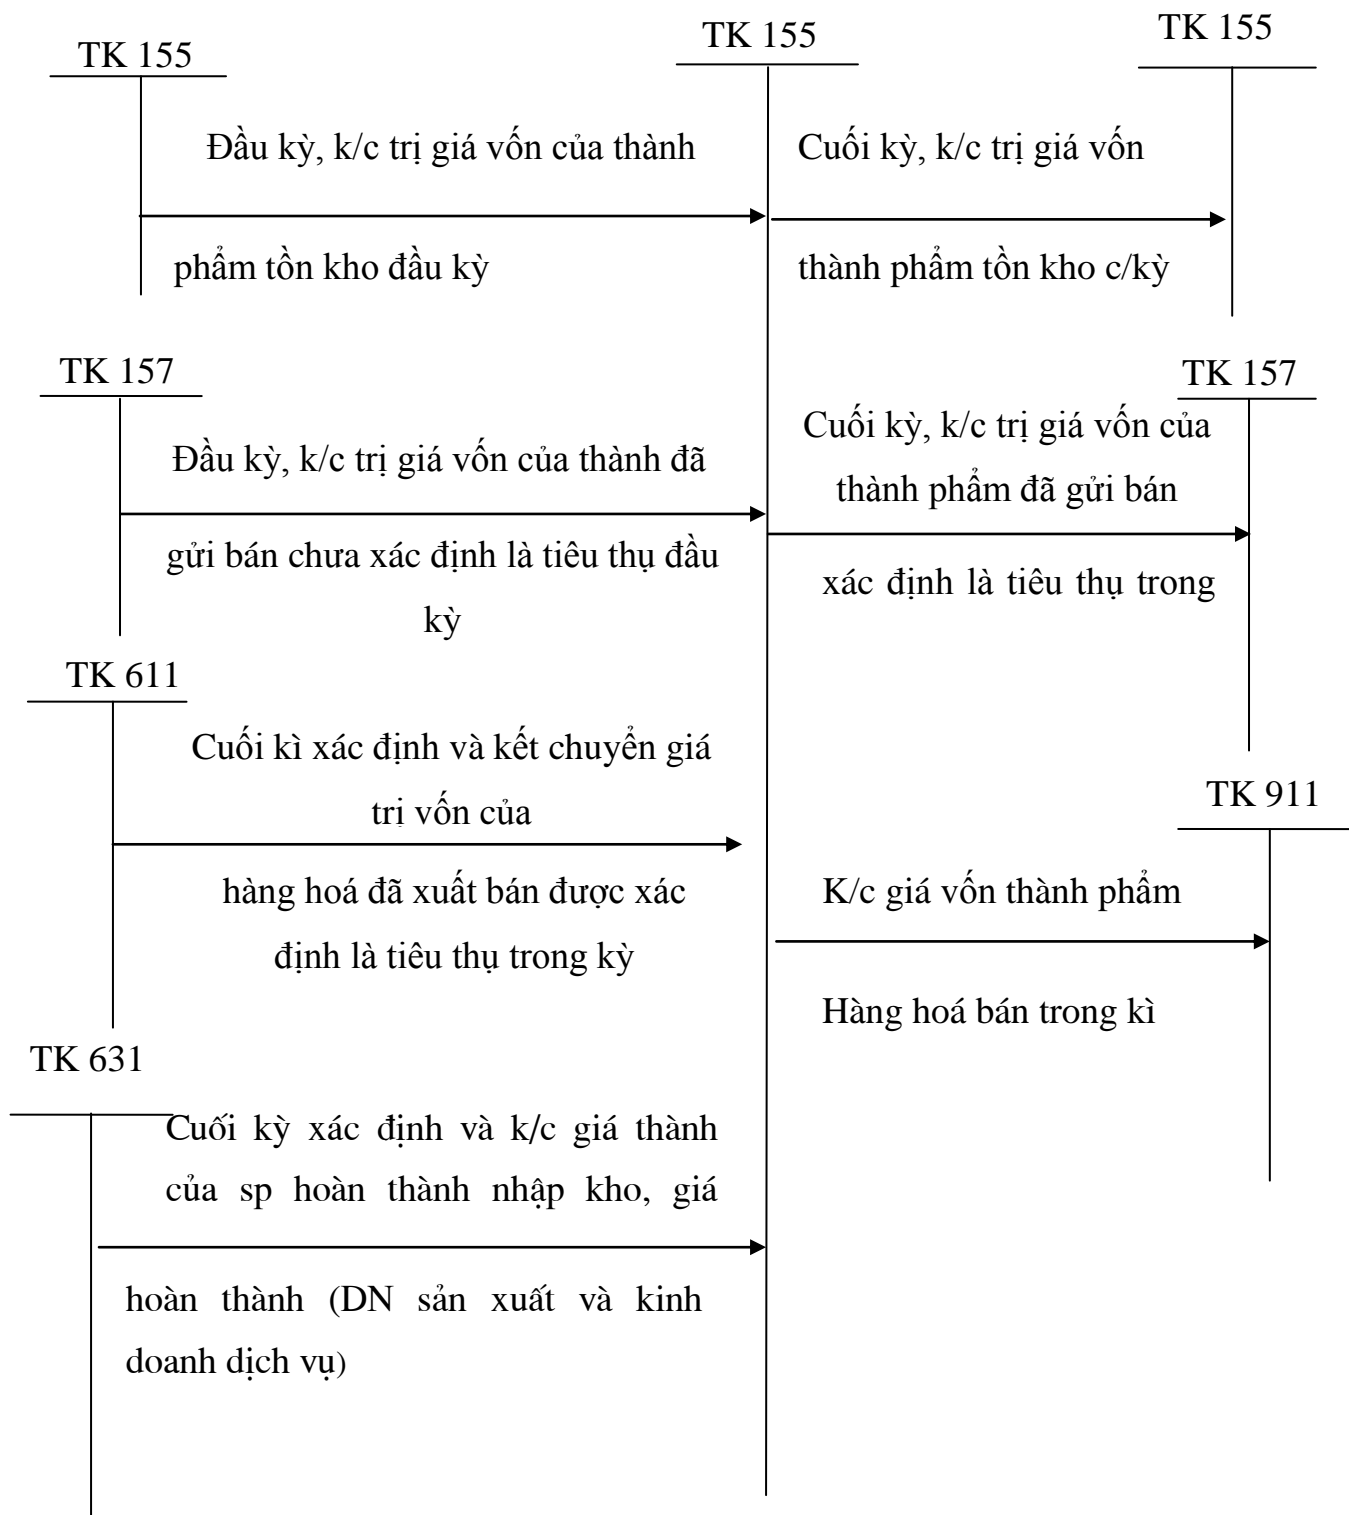 TK 155
TK 155
TK 155
Đầu kỳ, k/c trị giá vốn của thành
phẩm tồn kho đầu kỳ
Cuối kỳ, k/c trị giá vốn
thành phẩm tồn kho c/kỳ
TK 157
TK 157
Đầu kỳ, k/c trị giá vốn của thành đã
gửi bán chưa xác định là tiêu thụ đầu
kỳ
Cuối kỳ, k/c trị giá vốn của
thành phẩm đã gửi bán
xác định là tiêu thụ trong
TK 611
Cuối kì xác định và kết chuyển giá
trị vốn của
hàng hoá đã xuất bán được xác
định là tiêu thụ trong kỳ
TK 911
K/c giá vốn thành phẩm
Hàng hoá bán trong kì
TK 631
Cuối kỳ xác định và k/c giá thành
của sp hoàn thành nhập kho, giá
hoàn thành (DN sản xuất và kinh
doanh dịch vụ)